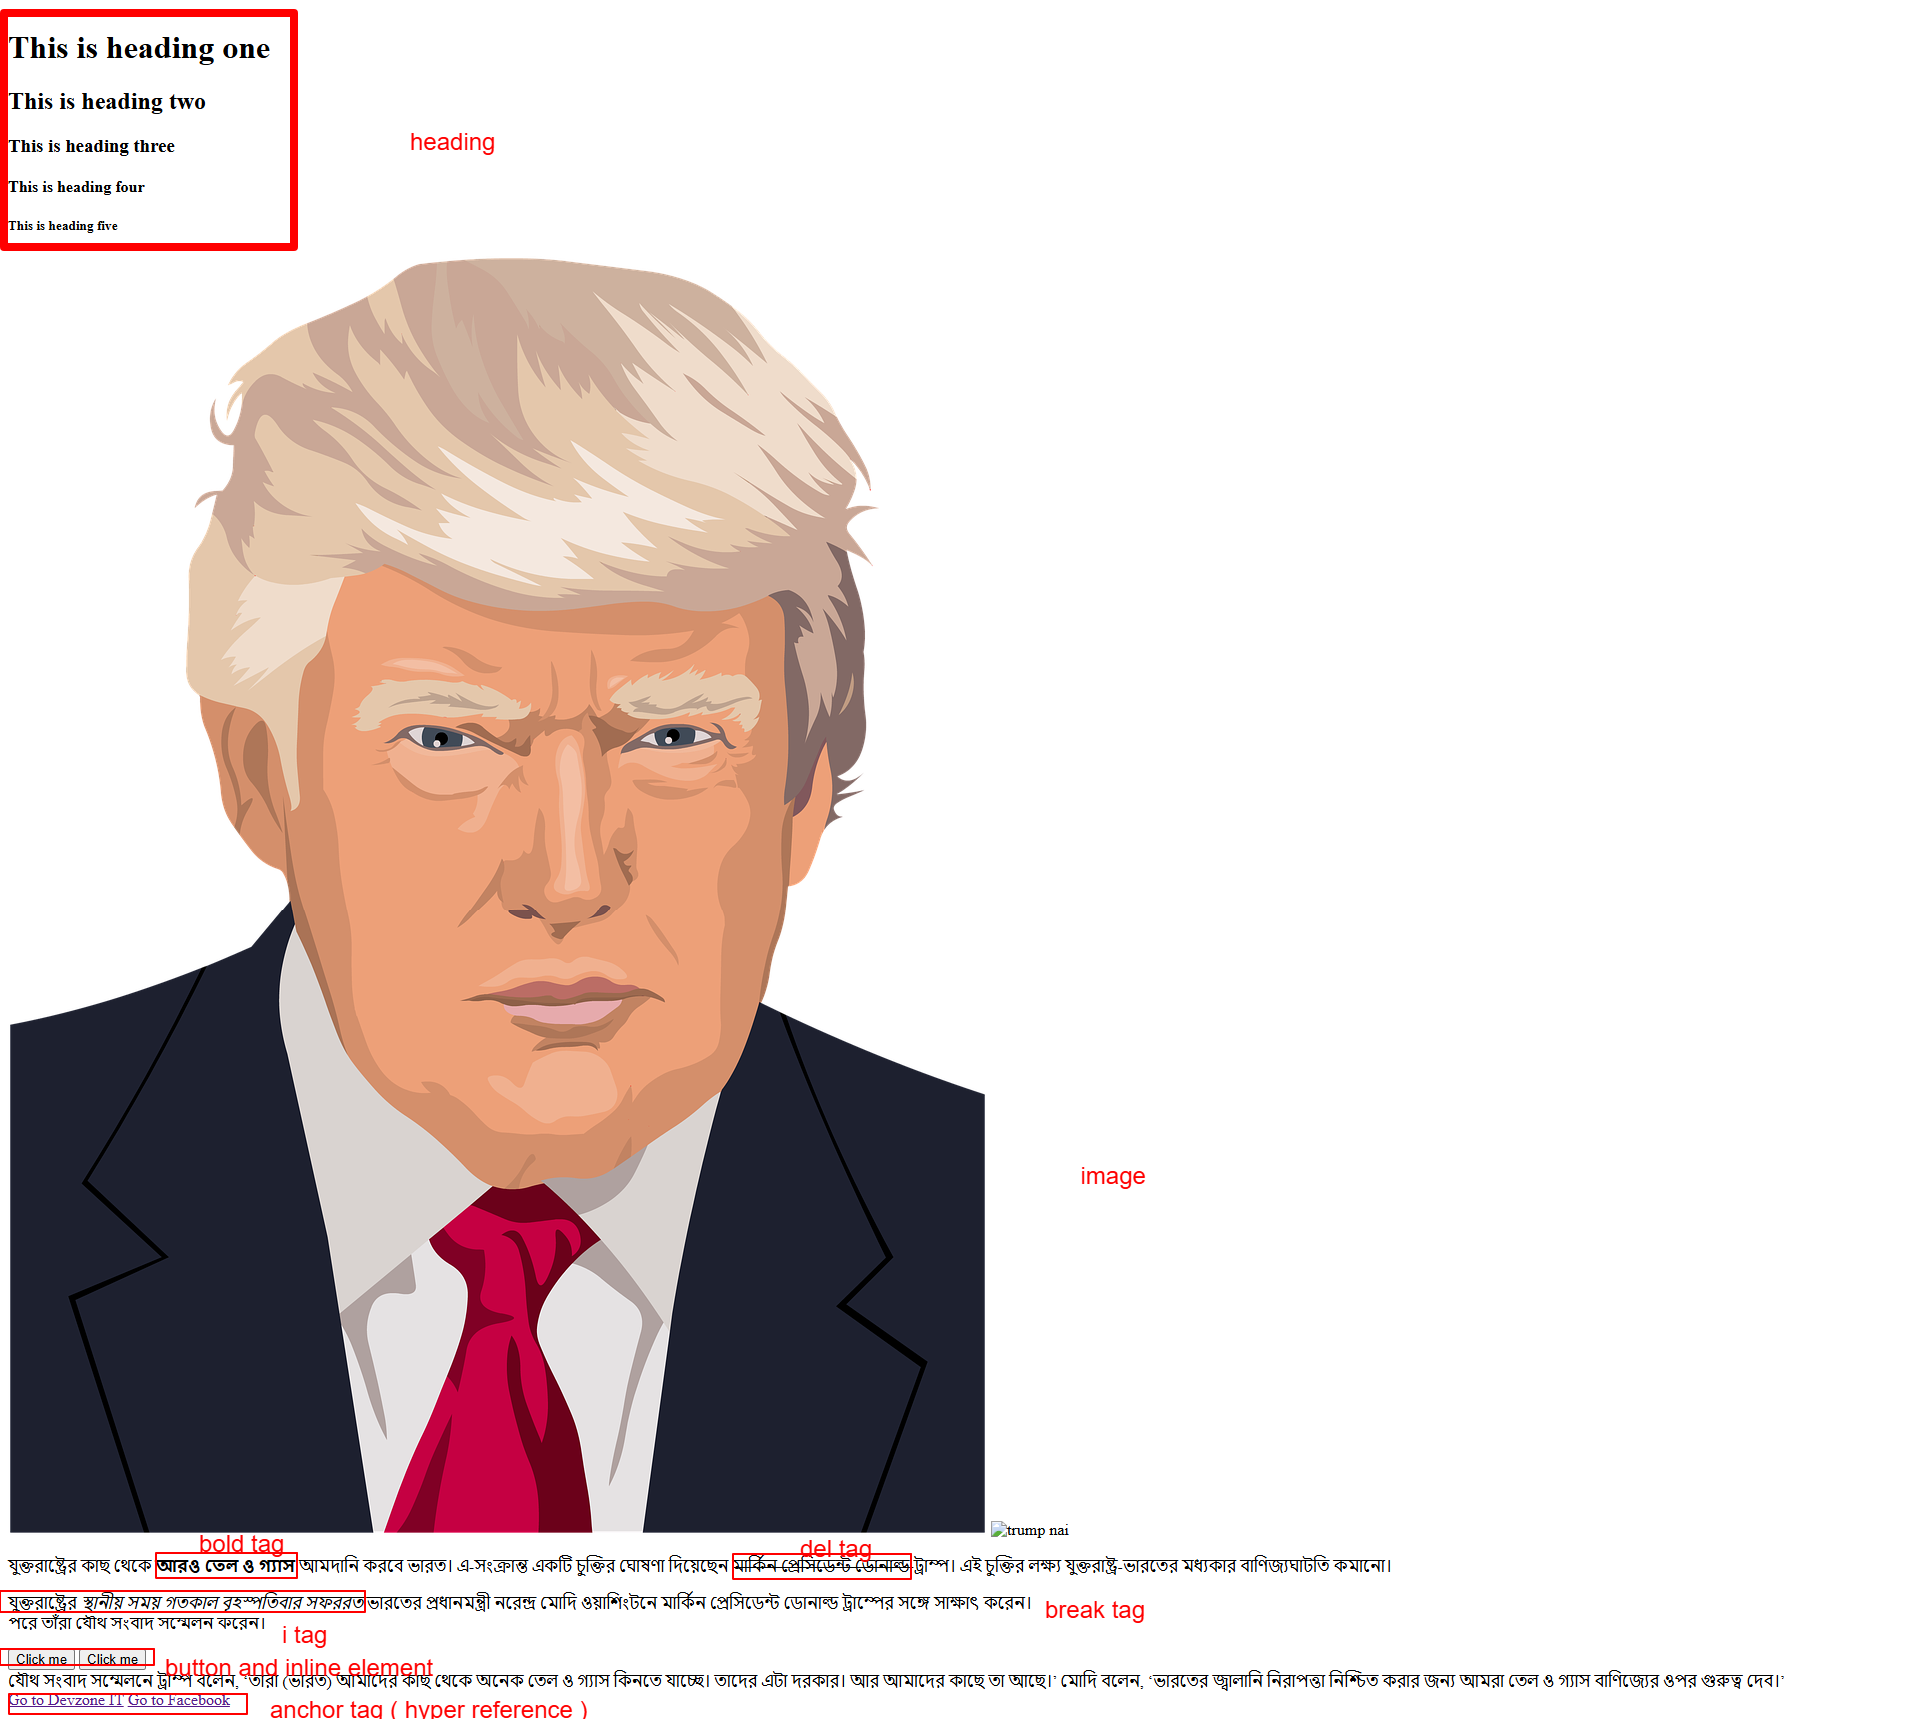 This is heading one
This is heading two
This is heading three
heading
This is heading four
This is heading five
image
trump nai
bold tag
del tag
যুক্তরাষ্ট্রের কাছ থেকে আরও তেল ও গ্যাস আমদানি করবে ভারত। এ-সংক্রান্ত একটি চুক্তির ঘোষণা দিয়েছেন মার্কিন প্রেসিডেন্ট ডোনাল্ড ট্রাম্প। এই চুক্তির লক্ষ্য যুক্তরাষ্ট্র-ভারতের মধ্যকার বাণিজ্যঘাটতি কমানো।
যুক্তরাষ্ট্রের স্থানীয় সময় গতকাল বৃহস্পতিবার সফররত ভারতের প্রধানমন্ত্রী নরেন্দ্র মোদি ওয়াশিংটনে মার্কিন প্রেসিডেন্ট ডোনাল্ড ট্রাম্পের সঙ্গে সাক্ষাৎ করেন।
break tag
পরে তাঁরা যৌথ সংবাদ সম্মেলন করেন।
i tag
Click me Click me
button and inline element
যৌথ সংবাদ সম্মেলনে ট্রাম্প বলেন, ‘তারা (ভারত) আমাদের কাছ থেকে অনেক তেল ও গ্যাস কিনতে যাচ্ছে। তাদের এটা দরকার। আর আমাদের কাছে তা আছে।’ মোদি বলেন, ‘ভারতের জ্বালানি নিরাপত্তা নিশ্চিত করার জন্য আমরা তেল ও গ্যাস বাণিজ্যের ওপর গুরুত্ব দেব।’
Go to Devzone IT Go to Facebook
anchor tag ( hyper reference )